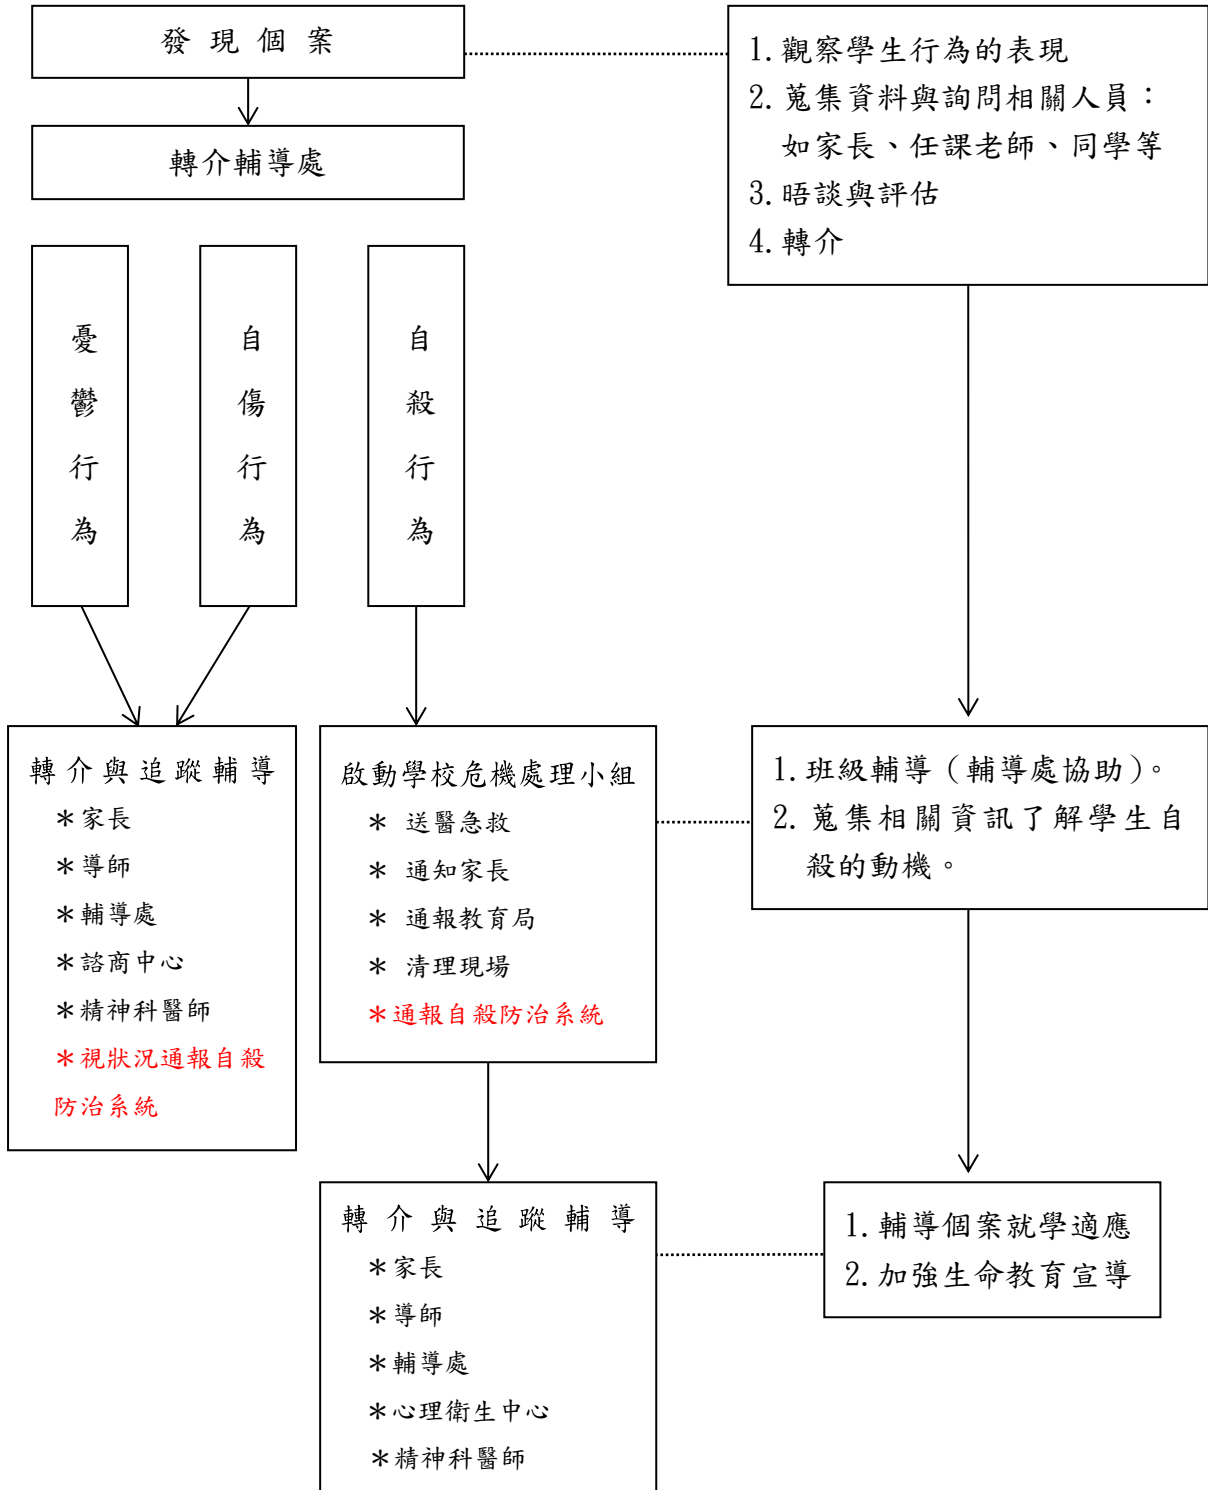 發現個案
1.觀察學生行為的表現
2.蒐集資料與詢問相關人員：
如家長、任課老師、同學等
3.晤談與評估
4.轉介
轉介輔導處
憂鬱行為
自傷行為
自殺行為
轉介與追蹤輔導
＊家長
＊導師
＊輔導處
＊諮商中心
＊精神科醫師
＊視狀況通報自殺
防治系統
啟動學校危機處理小組
＊ 送醫急救
＊ 通知家長
＊ 通報教育局
＊ 清理現場
＊通報自殺防治系統
1.班級輔導（輔導處協助）。
2.蒐集相關資訊了解學生自
殺的動機。
轉介與追蹤輔導
＊家長
＊導師
＊輔導處
＊心理衛生中心
＊精神科醫師
1.輔導個案就學適應
2.加強生命教育宣導